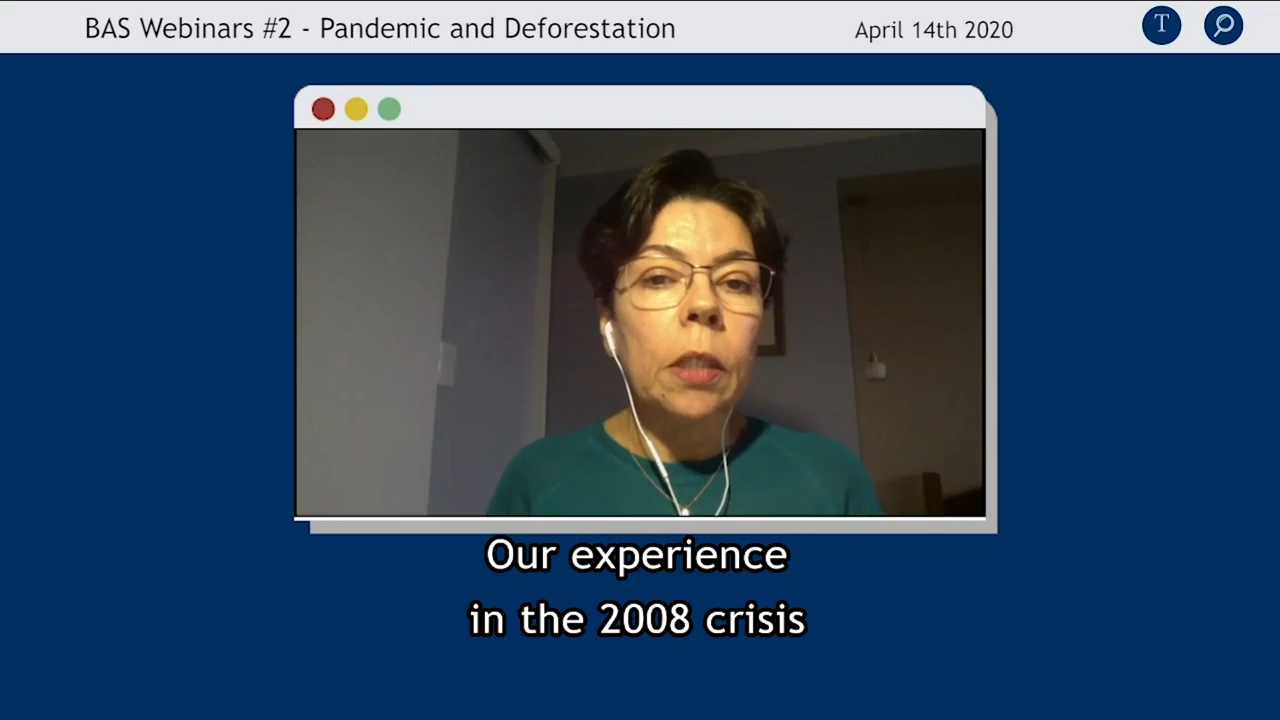 BAS Webinars #2 - Pandemic and Deforestation
April 14th 2020
T
Our experience
in the 2008 crisis